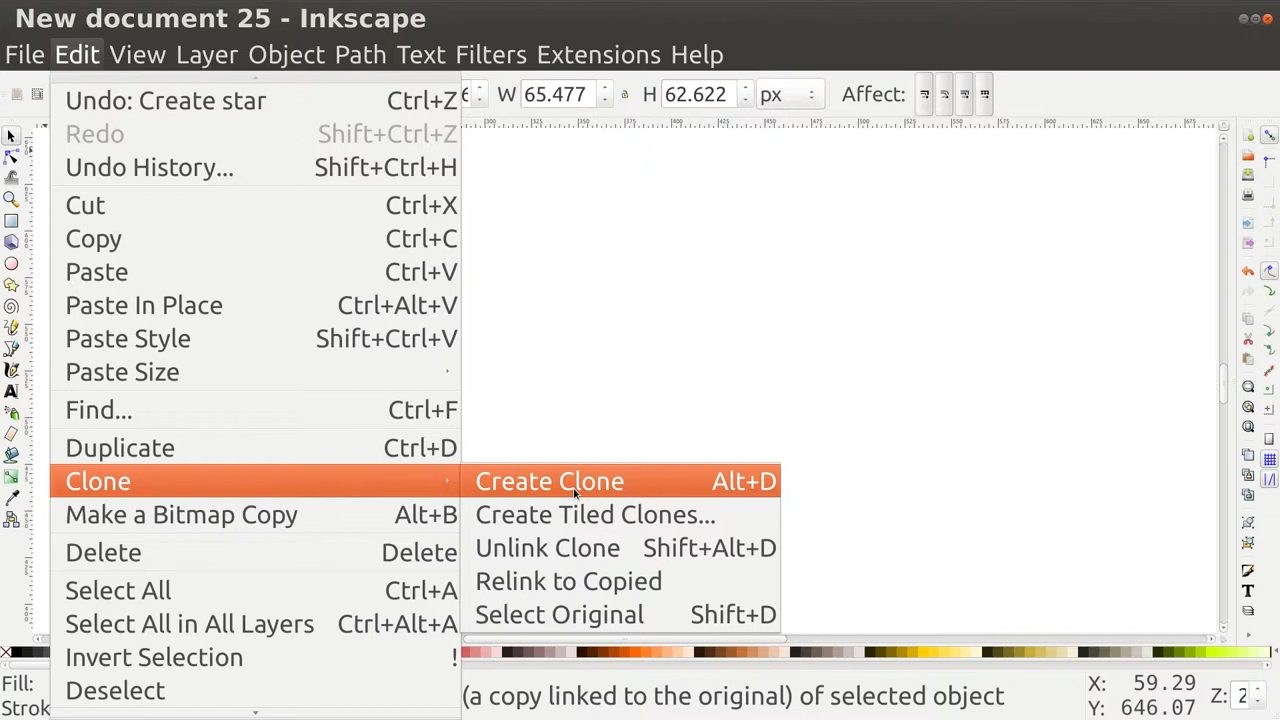 New document 25 - Inkscape
File Edit View Layer Object Path Text Filters Extensions Help
W 65.477 H 62.622 px Affect:
Undo: Create star Ctrl+Z
Redo Shift+Ctrl+Z
Undo History... Shift+Ctrl+H
Cut Ctrl+X
Copy Ctrl+C
Paste Ctrl+V
Paste In Place Ctrl+Alt+V
Paste Style Shift+Ctrl+V
Paste Size
Find... Ctrl+F
Duplicate Ctrl+D
Clone
Create Clone Alt+D
Make a Bitmap Copy Alt+B
Create Tiled Clones...
Delete Delete
Unlink Clone Shift+Alt+D
Select All Ctrl+A
Relink to Copied
Select All in All Layers Ctrl+Alt+A
Select Original Shift+D
Invert Selection !
Deselect
Fill:
Strok
(a copy linked to the original) of selected object
X: 59.29
Y: 646.07
Z: 2